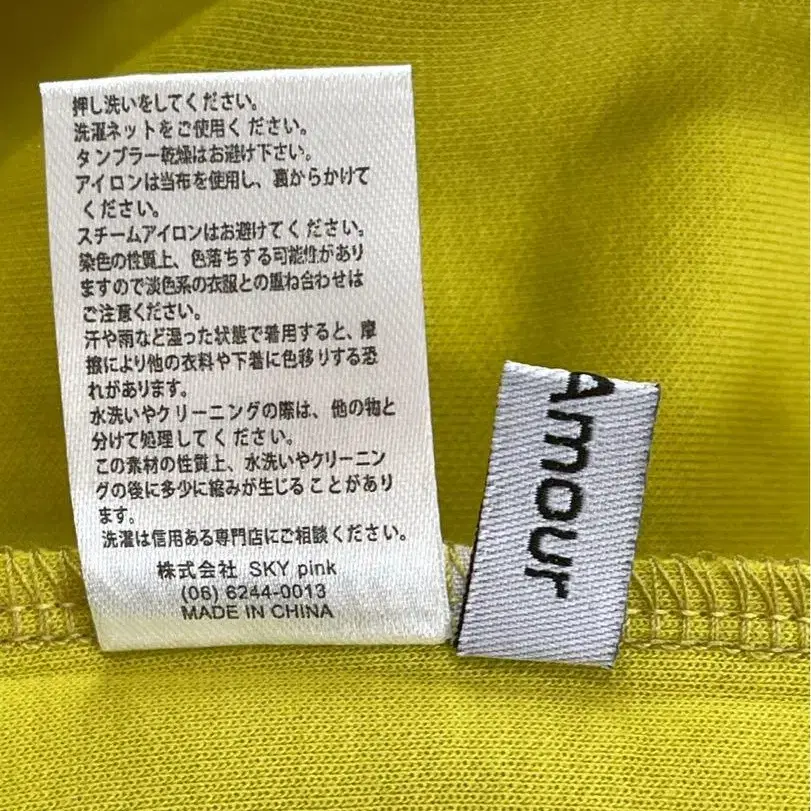 押し洗いをしてください。
洗濯ネットをご使用ください。
タンブラー乾燥はお避け下さい。
アイロンは当布を使用し、裏からかけて
ください。
スチームアイロンはお避けてください。
染色の性質上、色落ちする可能性があり
ますので淡色系の衣服との重ね合わせは
ご注意ください。
汗や雨など湿った状態で着用すると、摩
擦により他の衣料や下着に色移りする恐
れがあります。
水洗いやクリーニングの際は、他の物と
分けて処理してください。
この素材の性質上、水洗いやクリーニン
グの後に多少に縮みが生じることがあり
ます。
洗濯は信用ある専門店にご相談ください。
株式会社 SKY pink
(06) 6244-0013
MADE IN CHINA
Amour